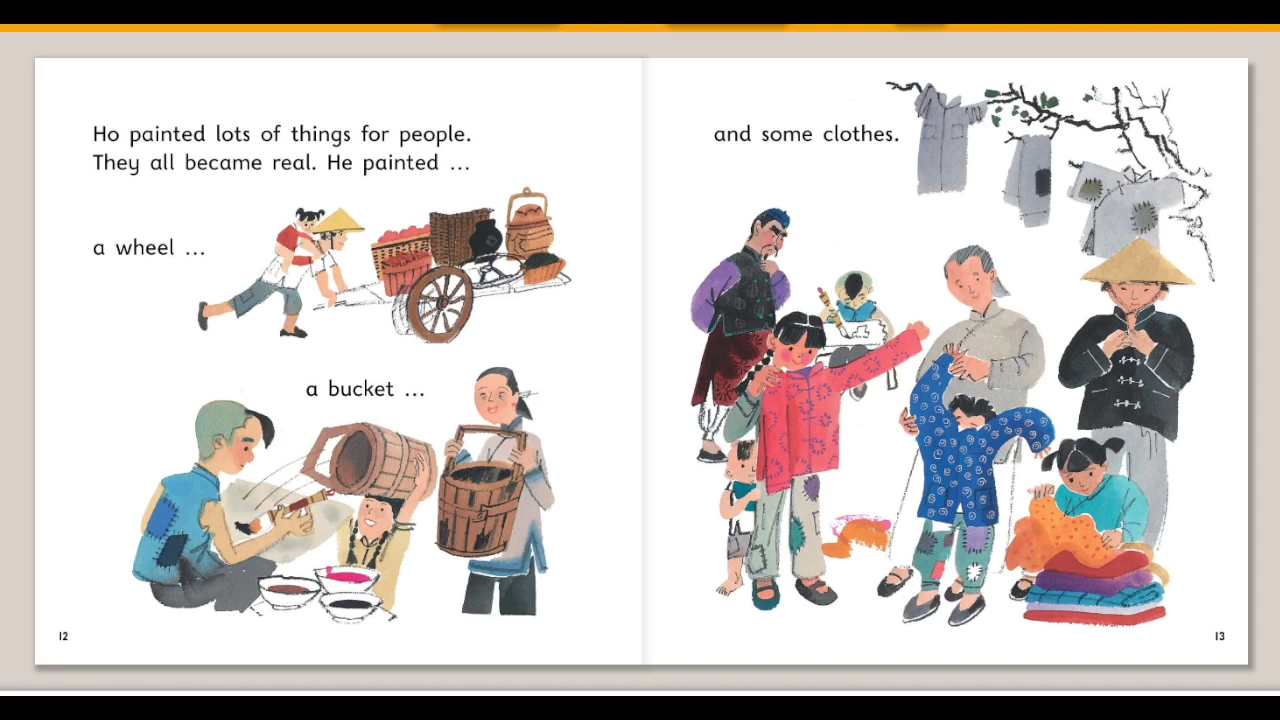 Ho painted lots of things for people.
They all became real. He painted ...
a wheel ...
a bucket ...
12
and some clothes.
13